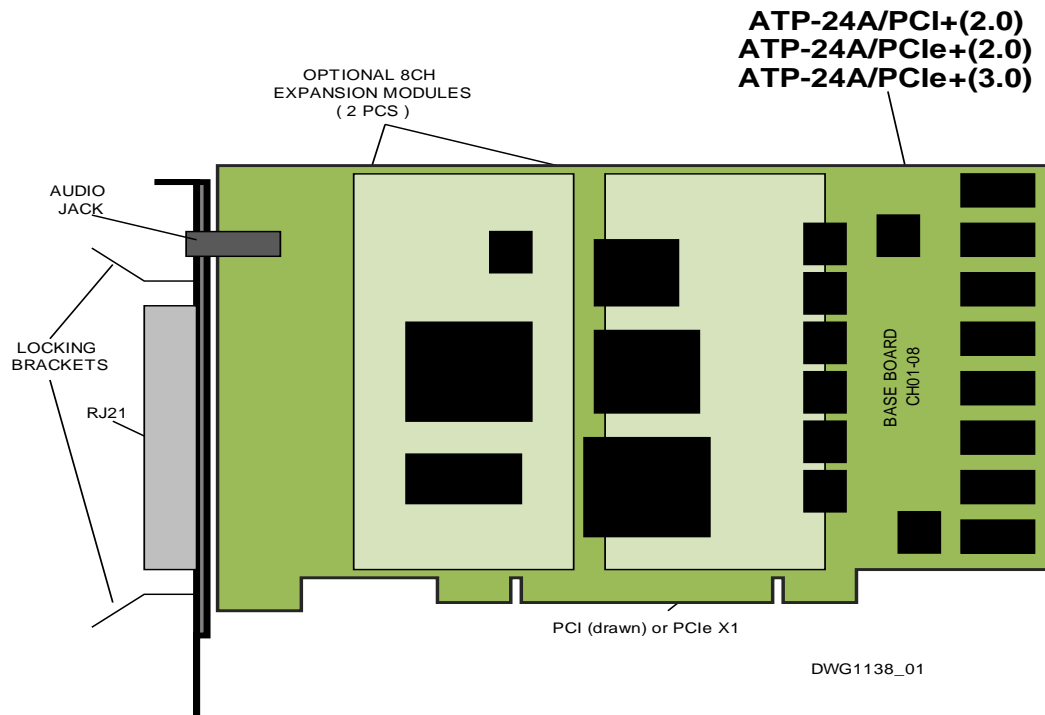 ATP-24A/PCI+(2.0)
ATP-24A/PCIe+(2.0)
ATP-24A/PCIe+(3.0)
OPTIONAL 8CH
EXPANSION MODULES
( 2 PCS )
AUDIO
JACK
LOCKING
BRACKETS
RJ21
BASE BOARD
CH01-08
PCI (drawn) or PCIe X1
DWG1138_01